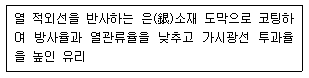 열 적외선을 반사하는 은(銀)소재 도막으로 코팅하
여 방사율과 열관류율을 낮추고 가시광선 투과율
을 높인 유리